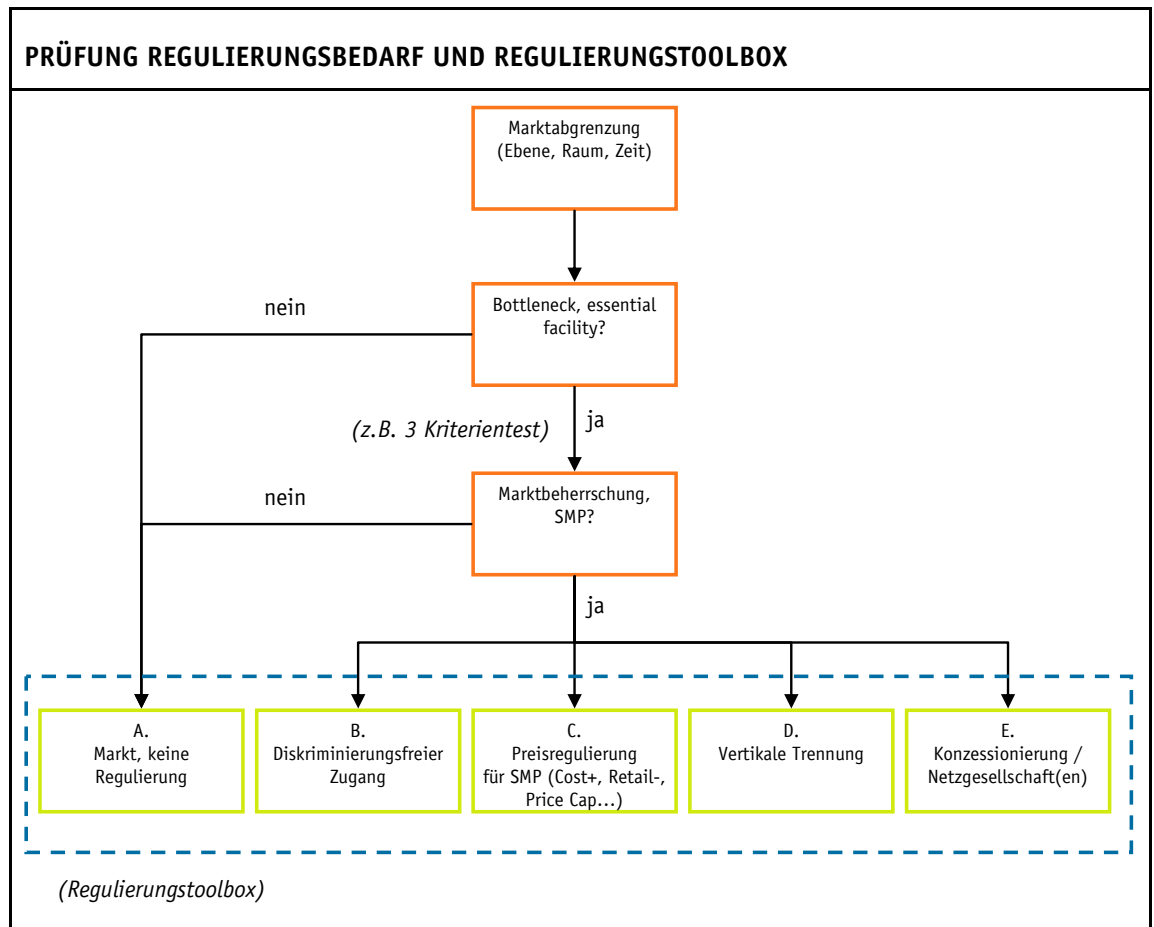 PRÜFUNG REGULIERUNGSBEDARF UND REGULIERUNGSTOOLBOX
Marktabgrenzung
(Ebene, Raum, Zeit)
nein
Bottleneck, essential
facility?
(z.B. 3 Kriterientest)
ja
nein
Marktbeherrschung,
SMP?
ja
A.
Markt, keine
Regulierung
B.
Diskriminierungsfreier
Zugang
C.
Preisregulierung
für SMP (Cost+, Retail-,
Price Cap...)
D.
Vertikale Trennung
E.
Konzessionierung /
Netzgesellschaft(en)
(Regulierungstoolbox)